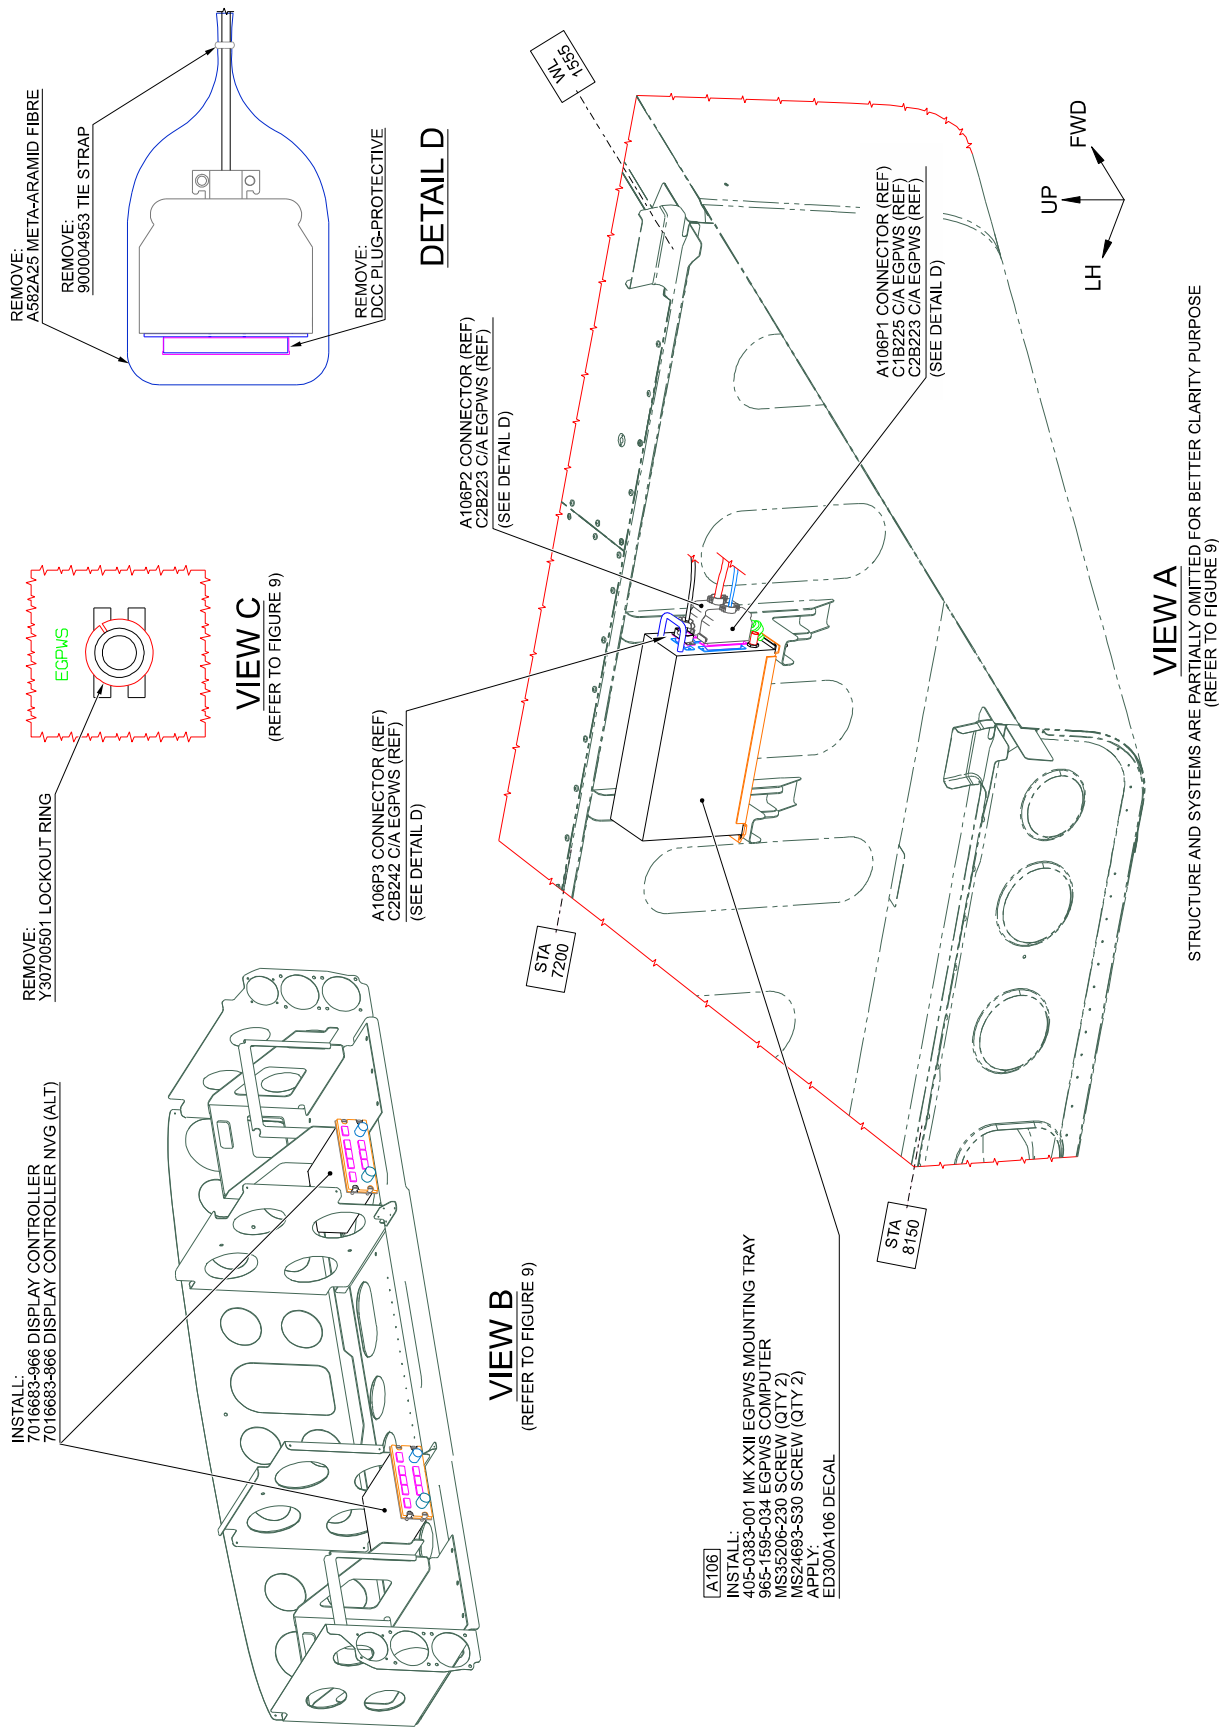 INSTALL:
7016683-966 DISPLAY CONTROLLER
7016683-866 DISPLAY CONTROLLER NVG (ALT)
VIEW B
(REFER TO FIGURE 9)
REMOVE:
Y30700501 LOCKOUT RING
EGPWS
VIEW C
(REFER TO FIGURE 9)
REMOVE:
A582A25 META-ARAMID FIBRE
REMOVE:
900004953 TIE STRAP
REMOVE:
DCC PLUG-PROTECTIVE
DETAIL D
A106
INSTALL:
405-0383-001 MK XXII EGPWS MOUNTING TRAY
965-1595-034 EGPWS COMPUTER
MS35206-230 SCREW (QTY 2)
MS24693-S30 SCREW (QTY 2)
APPLY:
ED300A106 DECAL
A106P3 CONNECTOR (REF)
C2B242 C/A EGPWS (REF)
(SEE DETAIL D)
A106P2 CONNECTOR (REF)
C2B223 C/A EGPWS (REF)
(SEE DETAIL D)
A106P1 CONNECTOR (REF)
C1B225 C/A EGPWS (REF)
C2B223 C/A EGPWS (REF)
(SEE DETAIL D)
STA
7200
STA
8150
WL
1555
UP
FWD
LH
VIEW A
STRUCTURE AND SYSTEMS ARE PARTIALLY OMITTED FOR BETTER CLARITY PURPOSE
(REFER TO FIGURE 9)